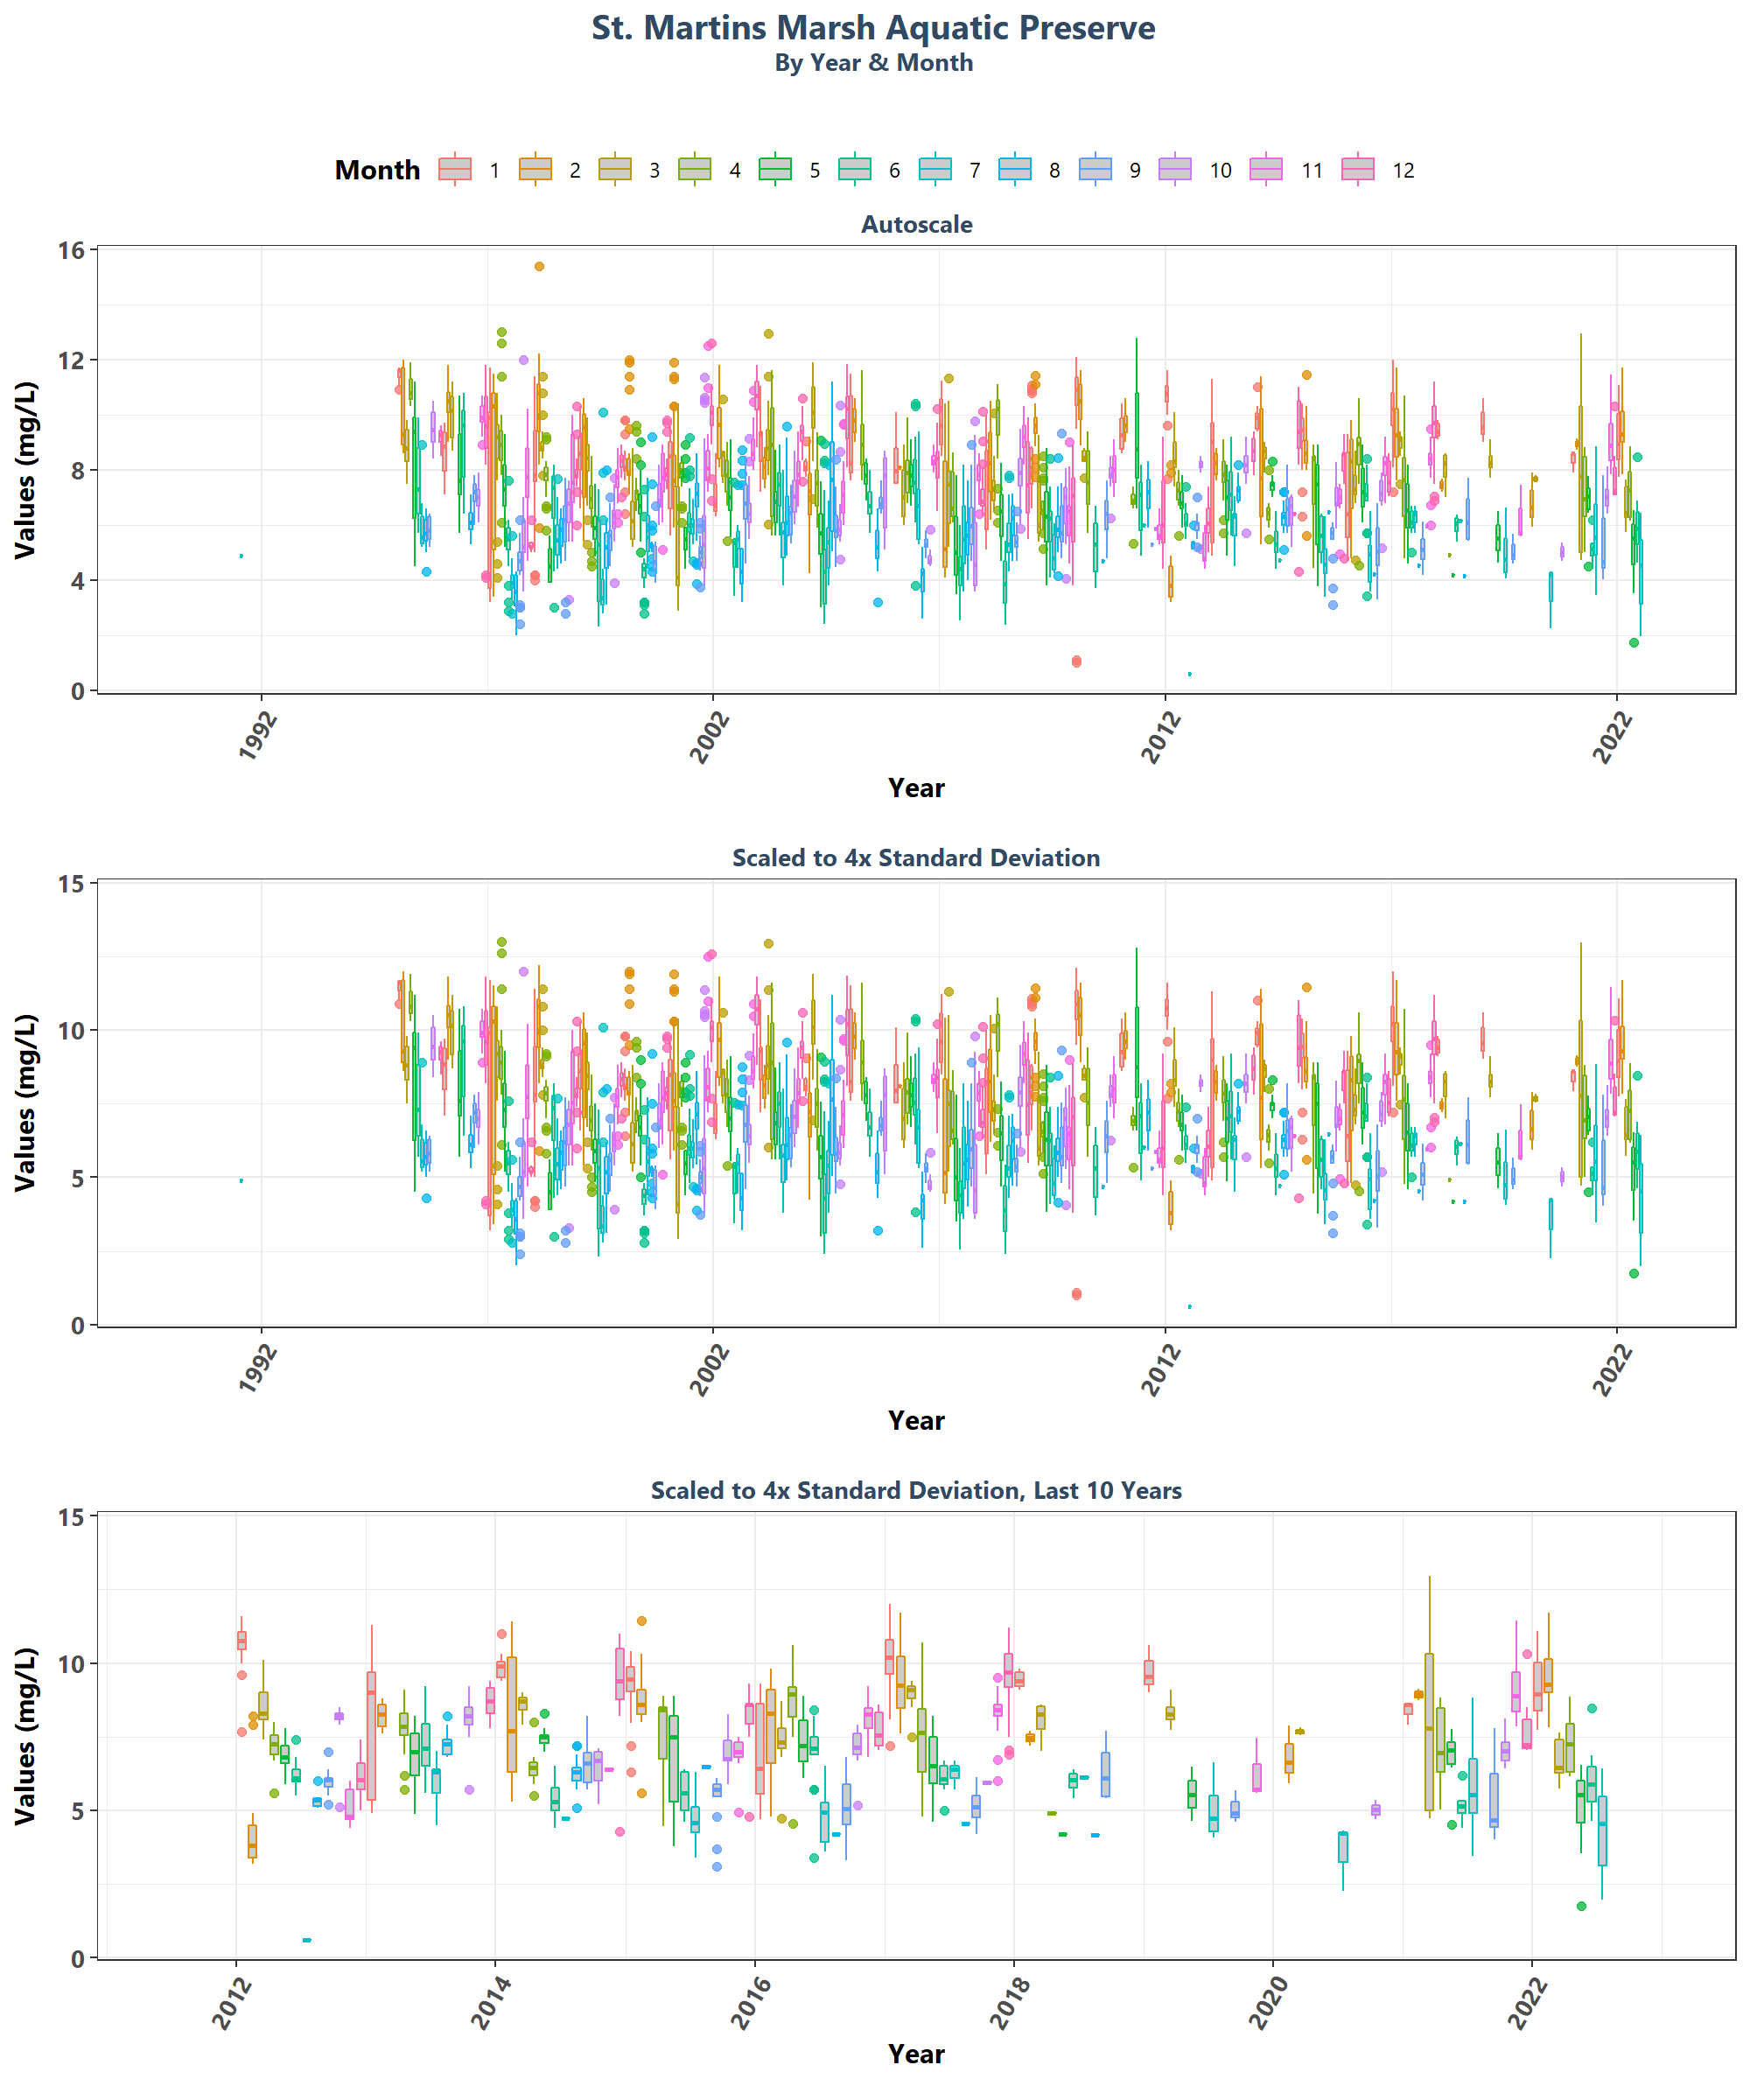 St. Martins Marsh Aquatic Preserve
By Year & Month
Month 1 2 3 4 5 6 7 8 9 10 11 12
Autoscale
Values (mg/L)
16
12
8
4
0
1992 2002 2012 2022
Year
Scaled to 4x Standard Deviation
Values (mg/L)
15
10
5
0
1992 2002 2012 2022
Year
Scaled to 4x Standard Deviation, Last 10 Years
Values (mg/L)
15
10
5
0
2012 2014 2016 2018 2020 2022
Year